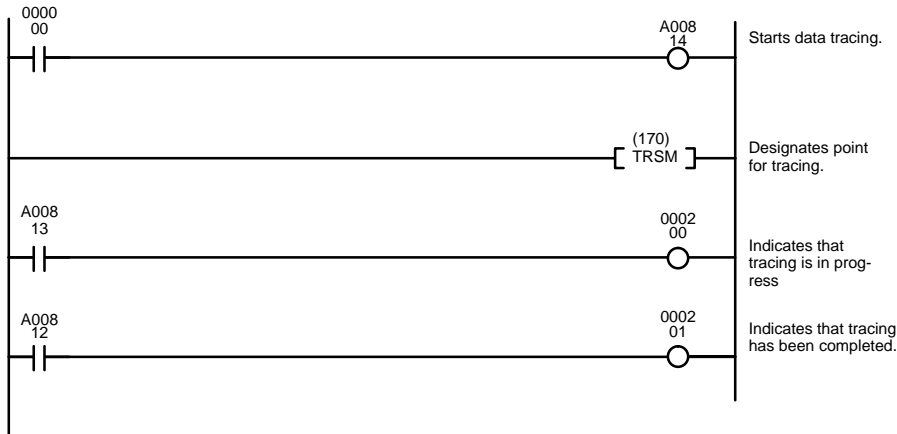 0000
00
A008
14
Starts data tracing.
(170)
TRSM
Designates point
for tracing.
A008
13
0002
00
Indicates that
tracing is in prog-
ress
A008
12
0002
01
Indicates that tracing
has been completed.